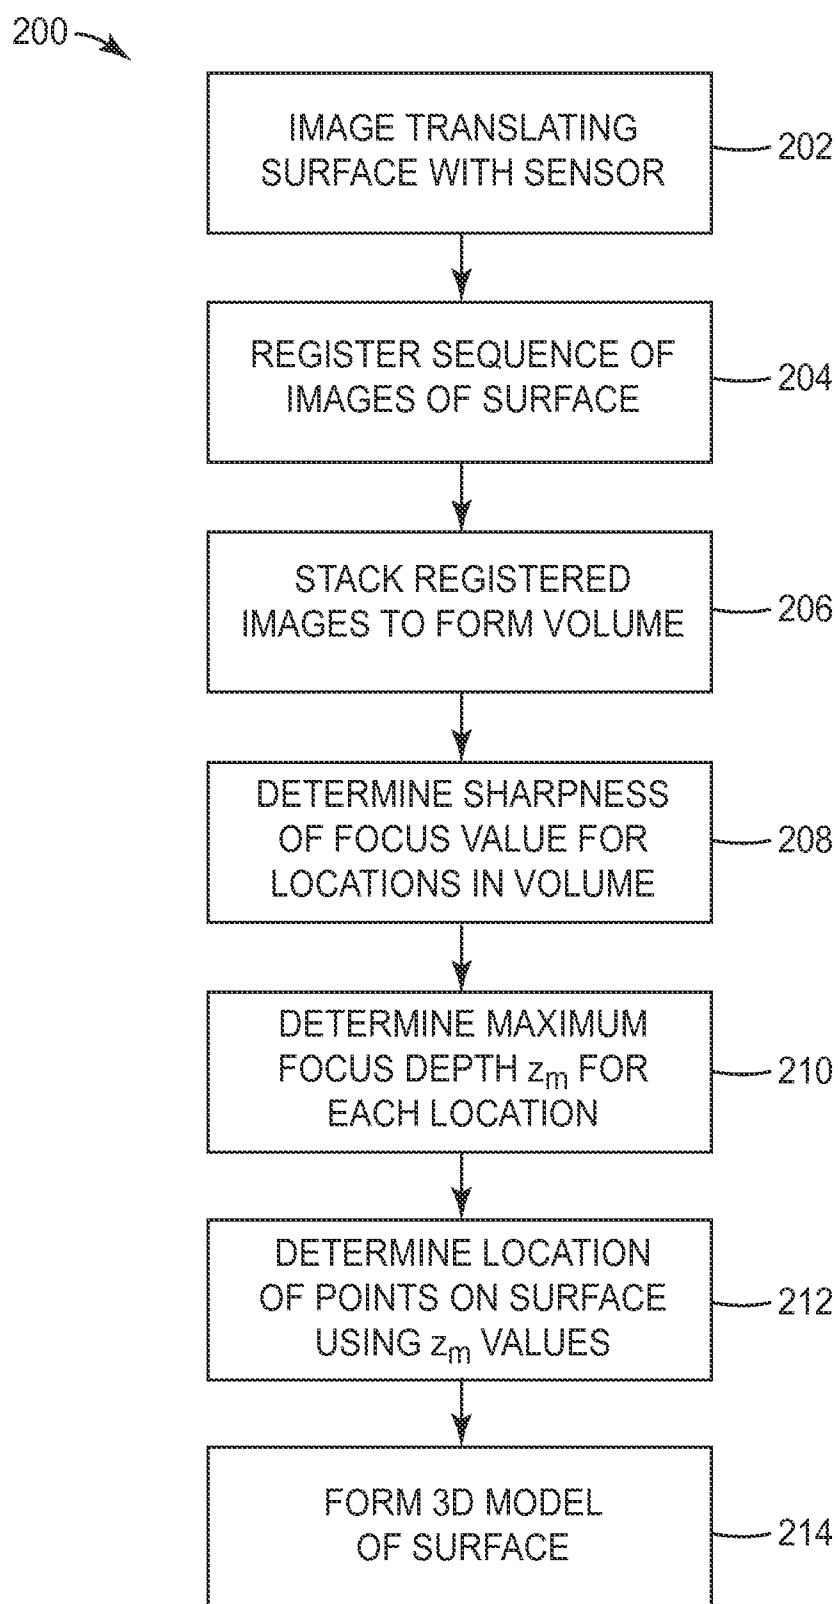 200
IMAGE TRANSLATING
SURFACE WITH SENSOR
202
REGISTER SEQUENCE OF
IMAGES OF SURFACE
204
STACK REGISTERED
IMAGES TO FORM VOLUME
206
DETERMINE SHARPNESS
OF FOCUS VALUE FOR
LOCATIONS IN VOLUME
208
DETERMINE MAXIMUM
FOCUS DEPTH zm FOR
EACH LOCATION
210
DETERMINE LOCATION
OF POINTS ON SURFACE
USING zm VALUES
212
FORM 3D MODEL
OF SURFACE
214